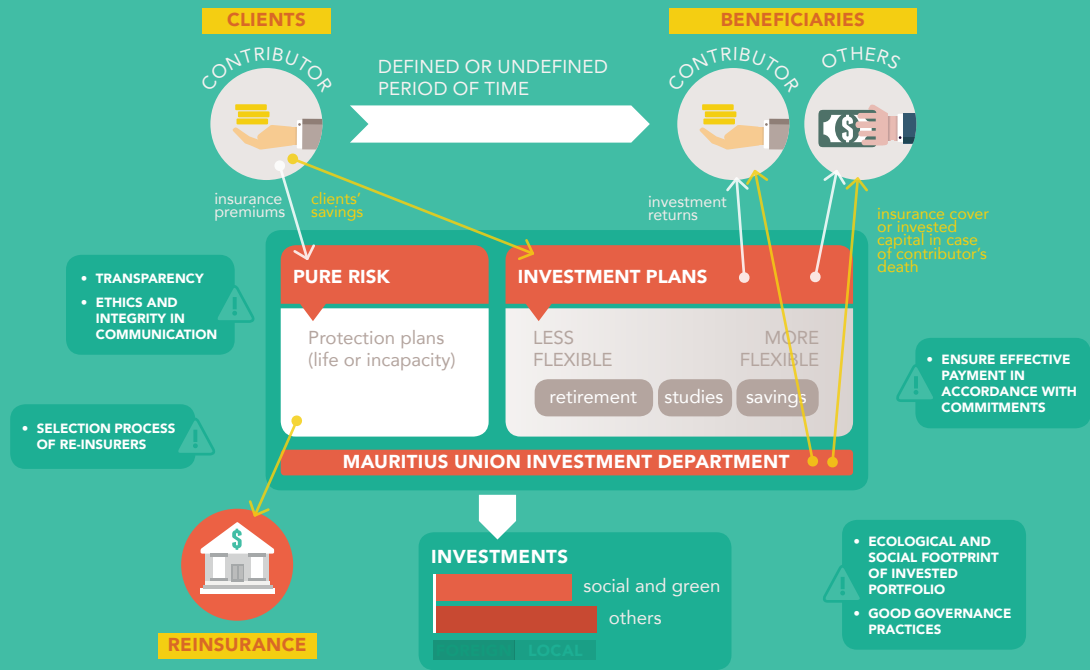 CLIENTS
BENEFICIARIES
CONTRIBUTOR
DEFINED OR UNDEFINED
PERIOD OF TIME
CONTRIBUTOR
OTHERS
insurance
premiums
clients'
savings
investment
returns
insurance cover
or invested
capital in case
of contributor's
death
• TRANSPARENCY
• ETHICS AND
INTEGRITY IN
COMMUNICATION
PURE RISK
Protection plans
(life or incapacity)
INVESTMENT PLANS
LESS
FLEXIBLE
MORE
FLEXIBLE
retirement
studies
savings
• ENSURE EFFECTIVE
PAYMENT IN
ACCORDANCE WITH
COMMITMENTS
• SELECTION PROCESS
OF RE-INSURERS
MAURITIUS UNION INVESTMENT DEPARTMENT
$
REINSURANCE
INVESTMENTS
social and green
others
FOREIGN LOCAL
• ECOLOGICAL AND
SOCIAL FOOTPRINT
OF INVESTED
PORTFOLIO
• GOOD GOVERNANCE
PRACTICES